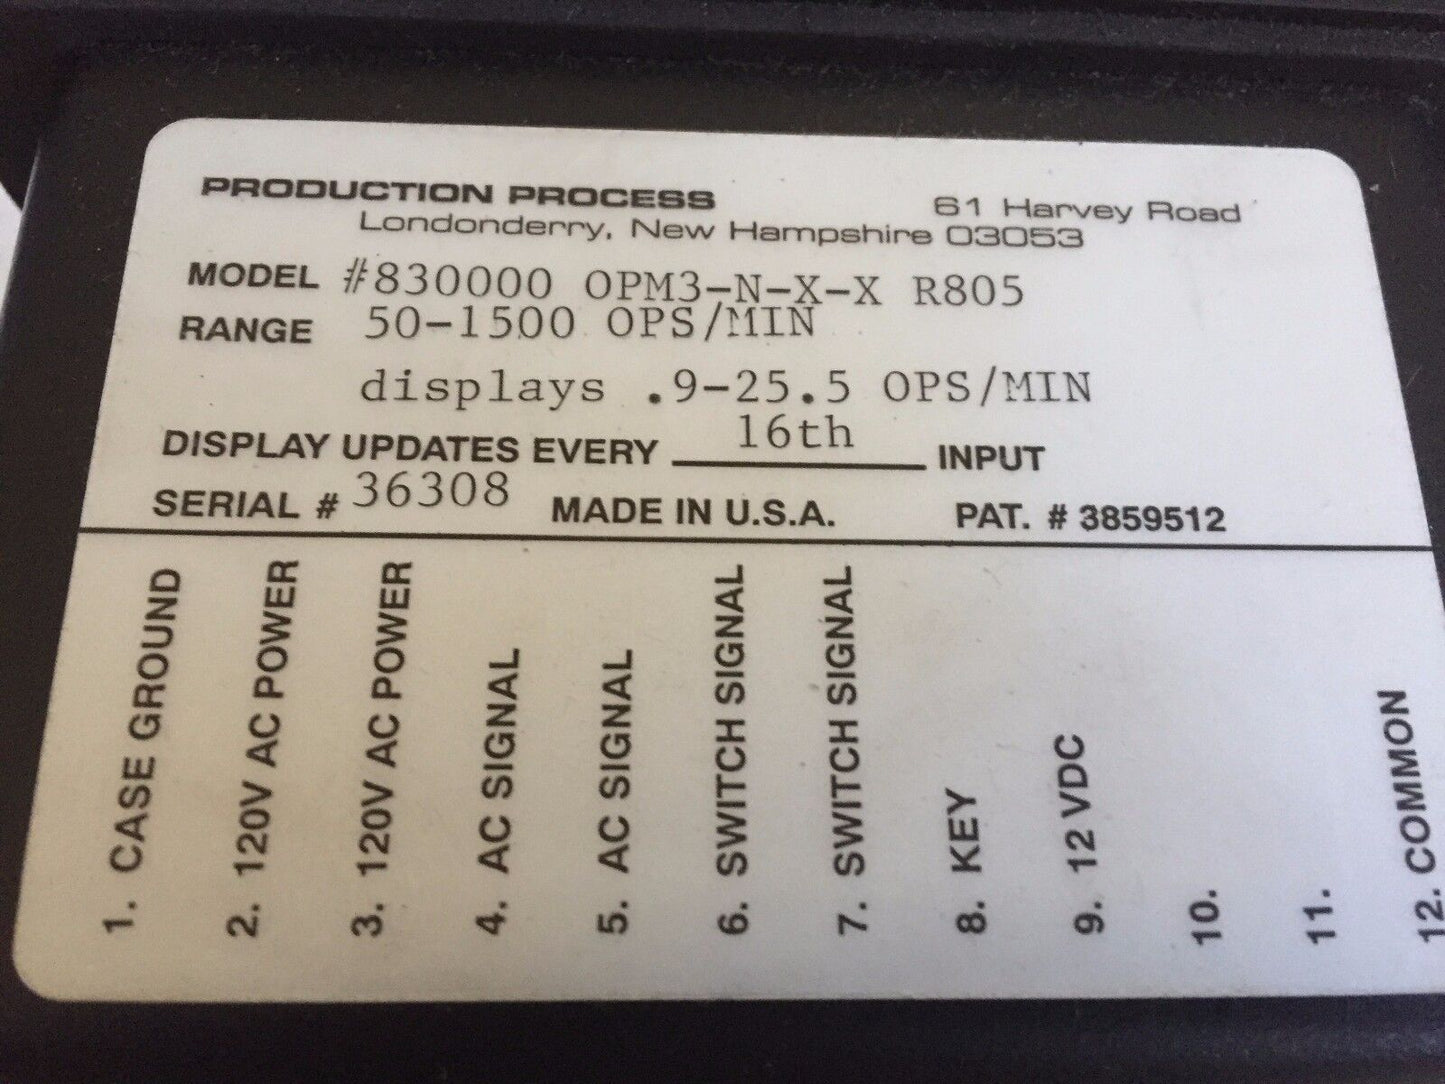 PRODUCTION PROCESS 61 Harvey Road
Londonderry, New Hampshire 03053
MODEL #830000 OPM3-N-X-X R805
RANGE 50-1500 OPS/MIN
displays .9-25.5 OPS/MIN
DISPLAY UPDATES EVERY 16th INPUT
SERIAL # 36308 MADE IN U.S.A. PAT. # 3859512
1. CASE GROUND
2. 120V AC POWER
3. 120V AC POWER
4. AC SIGNAL
5. AC SIGNAL
6. SWITCH SIGNAL
7. SWITCH SIGNAL
8. KEY
9. 12 VDC
10.
11.
12. COMMON